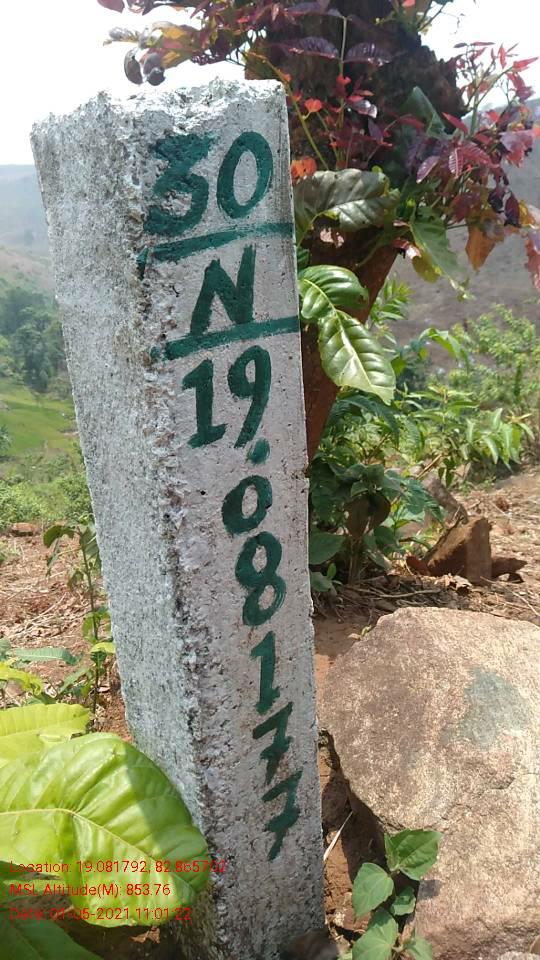 30
N
19.08177
Location: 19.081792, 82.865702
MSL Altitude(M): 853.76
Date: 01-05-2021 11:01:22